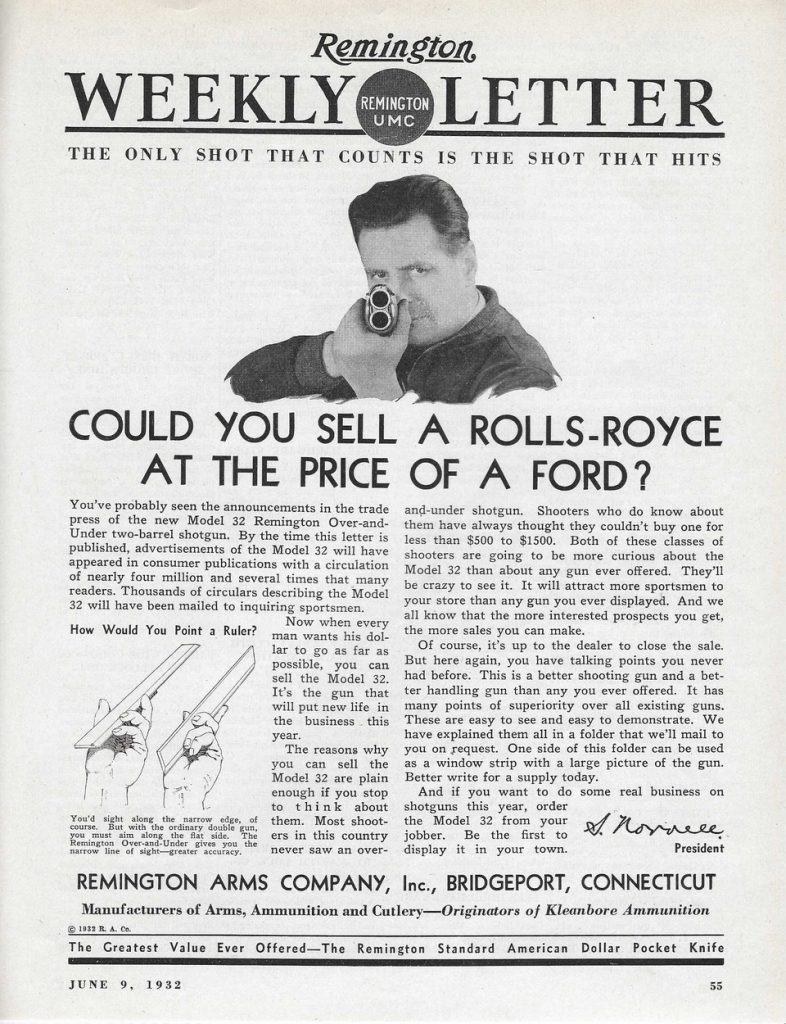 Remington
WEEKLY LETTER
REMINGTON
UMC
THE ONLY SHOT THAT COUNTS IS THE SHOT THAT HITS
COULD YOU SELL A ROLLS-ROYCE
AT THE PRICE OF A FORD?
You've probably seen the announcements in the trade
press of the new Model 32 Remington Over-and-
Under two-barrel shotgun. By the time this letter is
published, advertisements of the Model 32 will have
appeared in consumer publications with a circulation
of nearly four million and several times that many
readers. Thousands of circulars describing the Model
32 will have been mailed to inquiring sportsmen.
Now when every
man wants his dol-
lar to go as far as
possible, you can
sell the Model 32.
It's the gun that
will put new life in
the business this
year.
The reasons why
you can sell the
Model 32 are plain
enough if you stop
to think about
them. Most shoot-
ers in this country
never saw an over-
How Would You Point a Ruler?
You'd sight along the narrow edge, of
course. But with the ordinary double gun,
you must aim along the flat side. The
Remington Over-and-Under gives you the
narrow line of sight—greater accuracy.
and-under shotgun. Shooters who do know about
them have always thought they couldn't buy one for
less than $500 to $1500. Both of these classes of
shooters are going to be more curious about the
Model 32 than about any gun ever offered. They'll
be crazy to see it. It will attract more sportsmen to
your store than any gun you ever displayed. And we
all know that the more interested prospects you get,
the more sales you can make.
Of course, it's up to the dealer to close the sale.
But here again, you have talking points you never
had before. This is a better shooting gun and a bet-
ter handling gun than any you ever offered. It has
many points of superiority over all existing guns.
These are easy to see and easy to demonstrate. We
have explained them all in a folder that we'll mail to
you on request. One side of this folder can be used
as a window strip with a large picture of the gun.
Better write for a supply today.
And if you want to do some real business on
shotguns this year, order
the Model 32 from your
jobber. Be the first to
display it in your town.
President
REMINGTON ARMS COMPANY, Inc., BRIDGEPORT, CONNECTICUT
Manufacturers of Arms, Ammunition and Cutlery—Originators of Kleanbore Ammunition
© 1932 R. A. Co.
The Greatest Value Ever Offered—The Remington Standard American Dollar Pocket Knife
JUNE 9, 1932
55